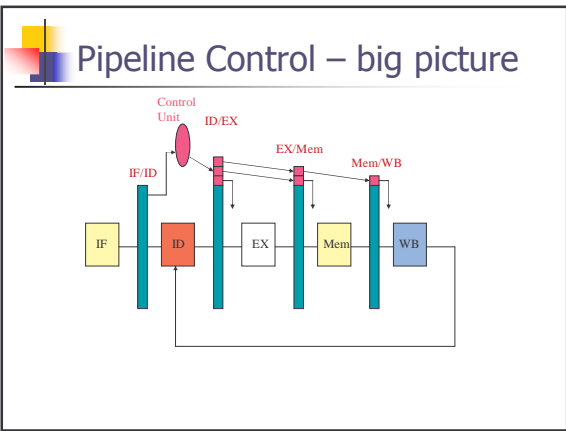 Pipeline Control – big picture
Control
Unit
ID/EX
EX/Mem
Mem/WB
IF/ID
IF
ID
EX
Mem
WB